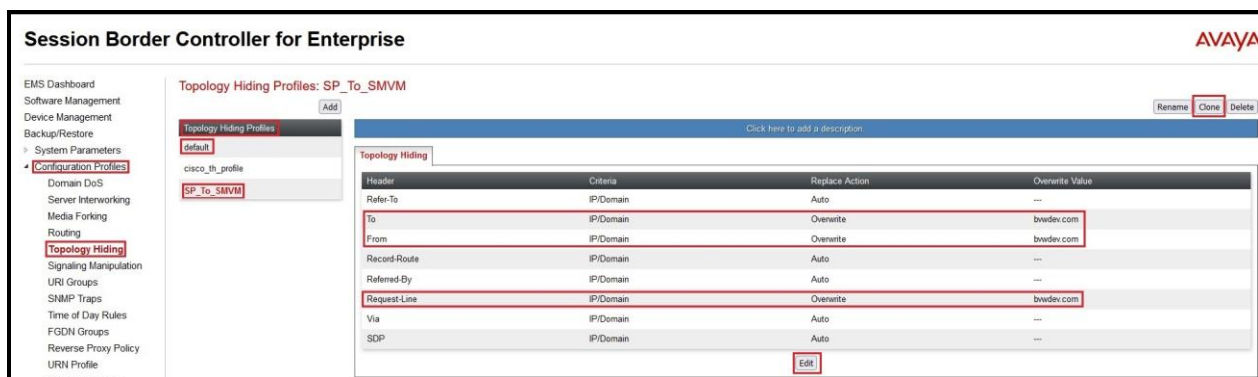 Session Border Controller for Enterprise
AVAYA
EMS Dashboard
Software Management
Device Management
Backup/Restore
System Parameters
Configuration Profiles
Domain DoS
Server Interworking
Media Forking
Routing
Topology Hiding
Signaling Manipulation
URI Groups
SNMP Traps
Time of Day Rules
FGDN Groups
Reverse Proxy Policy
URN Profile
Topology Hiding Profiles: SP_To_SMVM
Add
Rename Clone Delete
Topology Hiding Profiles
default
cisco_th_profile
SP_To_SMVM
Click here to add a description.
Topology Hiding
Header Criteria Replace Action Overwrite Value
Refer-To IP/Domain Auto ---
To IP/Domain Overwrite bvwdev.com
From IP/Domain Overwrite bvwdev.com
Record-Route IP/Domain Auto ---
Referred-By IP/Domain Auto ---
Request-Line IP/Domain Overwrite bvwdev.com
Via IP/Domain Auto ---
SDP IP/Domain Auto ---
Edit